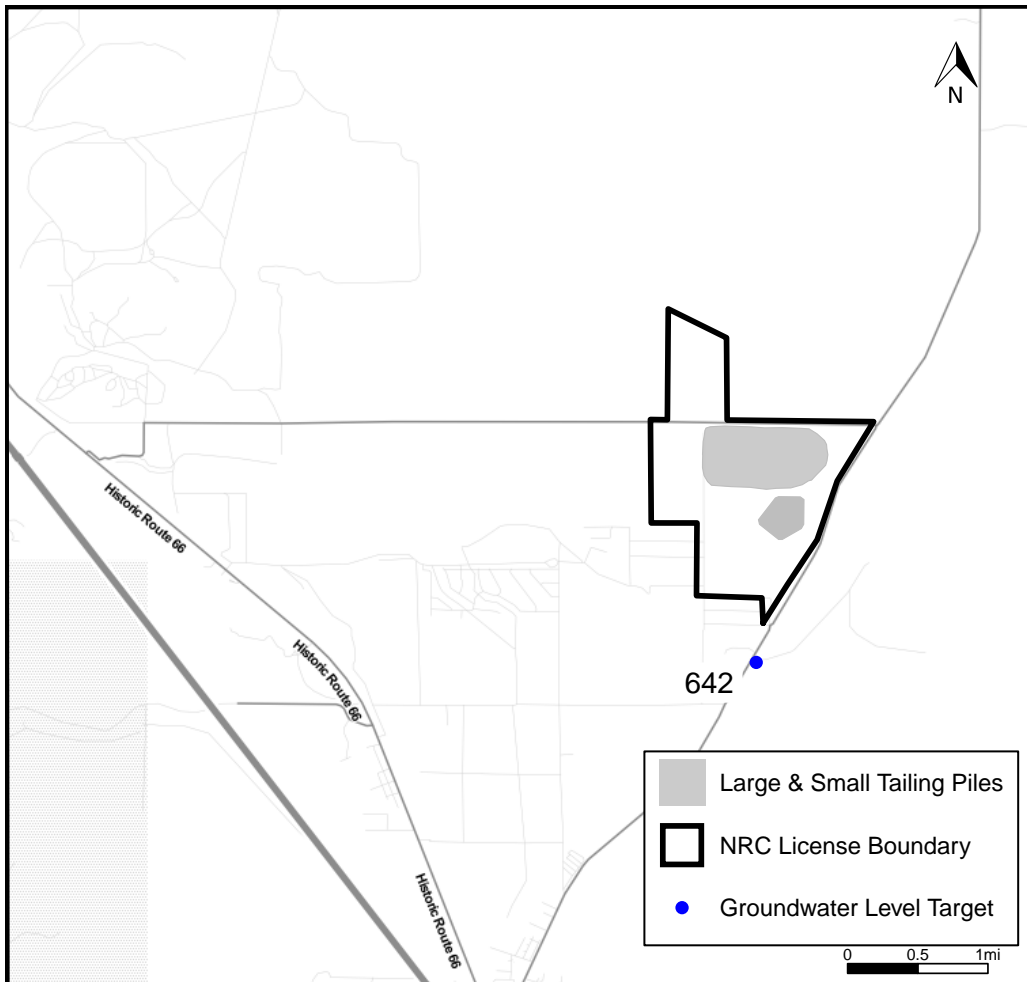 N
Historic Route 66
Historic Route 66
642
Historic Route 66
Large & Small Tailing Piles
NRC License Boundary
Groundwater Level Target
0 0.5 1mi